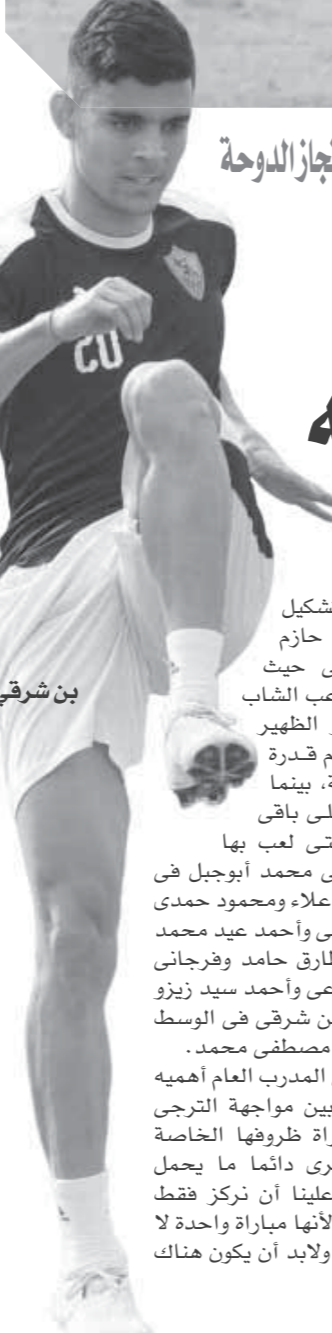 نجاز الدوحة
20
بن شرقي
شكيل
حازم
ى حيث
عب الشاب
الظهير
م قدرة
ة، بينما
لى باقى
تى لعب بها
ى محمد أبوجبل فى
علاء ومحمود حمدى
ى وأحمد عيد محمد
طارق حامد وفرجانى
عى وأحمد سيد زيزو
ن شرقى فى الوسط
مصطفى محمد.
المدرب العام أهميه
بين مواجهة الترجى
راة ظروفها الخاصة
رى دائما ما يحمل
علينا أن نركز فقط
لأنها مباراة واحدة لا
ولابد أن يكون هناك